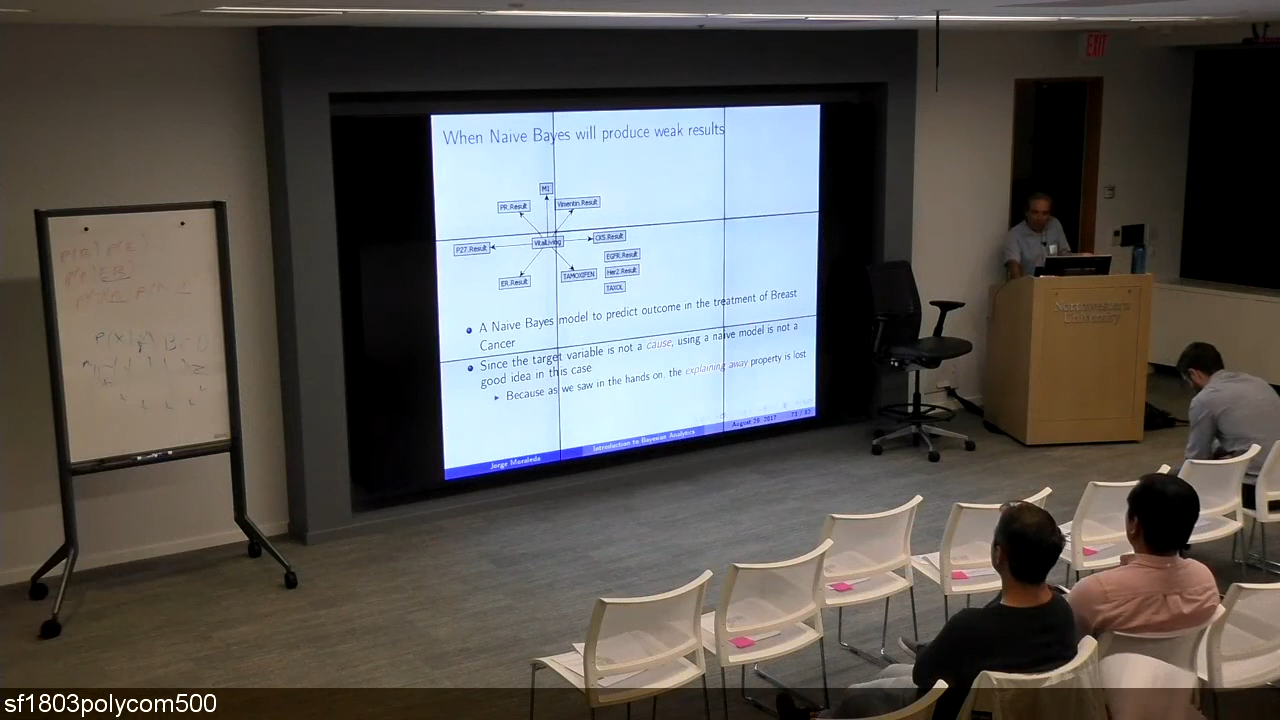 EXIT
When Naive Bayes will produce weak results
M1
PR.Result
Vimentin.Result
P27.Result
VitalLiving
CK5.Result
EGFR.Result
Her2.Result
TAXOL
TAMOXIFEN
ER.Result
A Naive Bayes model to predict outcome in the treatment of Breast
Cancer
Since the target variable is not a cause, using a naive model is not a
good idea in this case
Because as we saw in the hands on, the explaining away property is lost
Jorge Moraleda
Introduction to Bayesian Analytics
August 29, 2017
Northwestern
University
sf1803polycom500